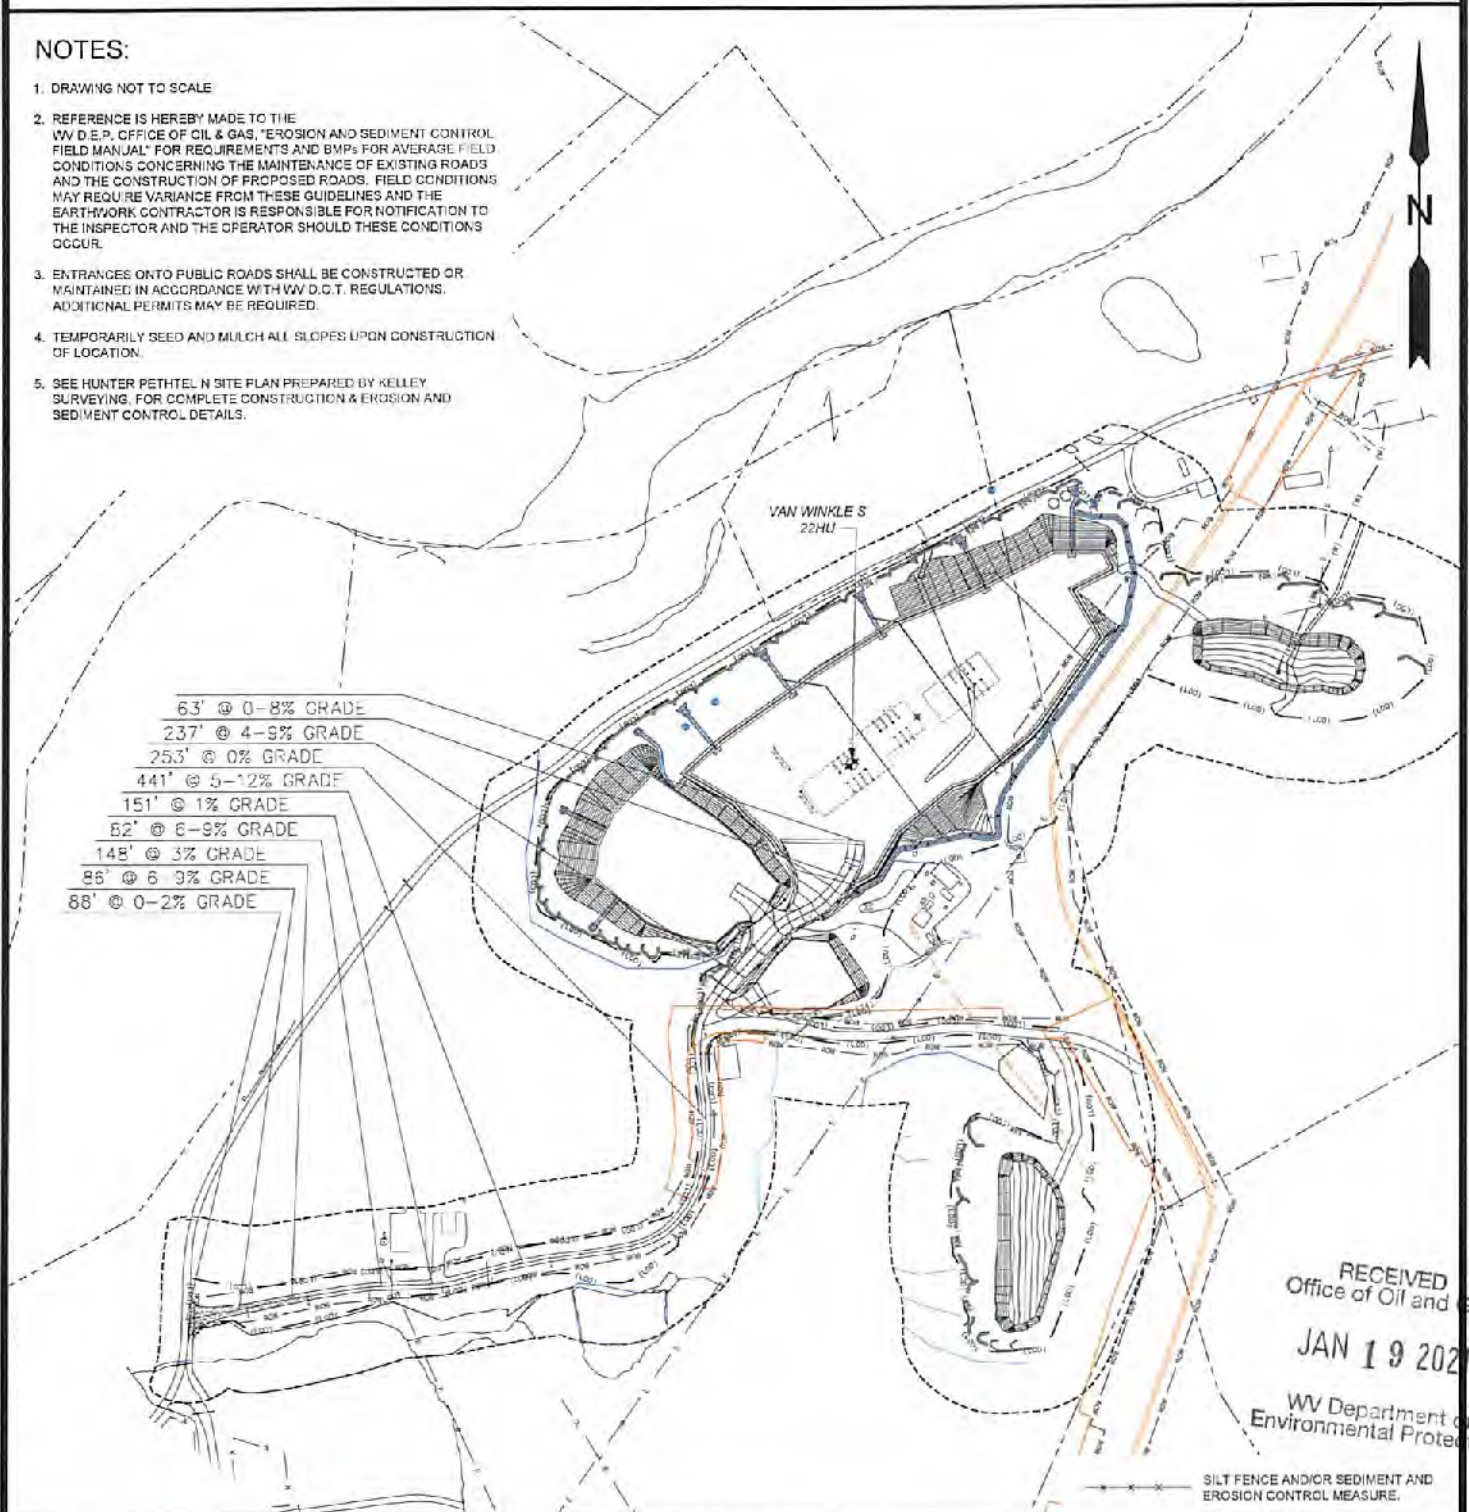 NOTES:
1. DRAWING NOT TO SCALE
2. REFERENCE IS HEREBY MADE TO THE
WV D.E.P. OFFICE OF OIL & GAS, "EROSION AND SEDIMENT CONTROL
FIELD MANUAL" FOR REQUIREMENTS AND BMPs FOR AVERAGE FIELD
CONDITIONS CONCERNING THE MAINTENANCE OF EXISTING ROADS
AND THE CONSTRUCTION OF PROPOSED ROADS. FIELD CONDITIONS
MAY REQUIRE VARIANCE FROM THESE GUIDELINES AND THE
EARTHWORK CONTRACTOR IS RESPONSIBLE FOR NOTIFICATION TO
THE INSPECTOR AND THE OPERATOR SHOULD THESE CONDITIONS
OCCUR.
3. ENTRANCES ONTO PUBLIC ROADS SHALL BE CONSTRUCTED OR
MAINTAINED IN ACCORDANCE WITH WV D.O.T. REGULATIONS.
ADDITIONAL PERMITS MAY BE REQUIRED.
4. TEMPORARILY SEED AND MULCH ALL SLOPES UPON CONSTRUCTION
OF LOCATION.
5. SEE HUNTER PETHTEL N SITE PLAN PREPARED BY KELLEY
SURVEYING, FOR COMPLETE CONSTRUCTION & EROSION AND
SEDIMENT CONTROL DETAILS.
N
VAN WINKLE S
22HU
63' @ 0-8% GRADE
237' @ 4-9% GRADE
253' @ 0% GRADE
441' @ 5-12% GRADE
151' @ 1% GRADE
82' @ 6-9% GRADE
148' @ 3% GRADE
86' @ 6-9% GRADE
88' @ 0-2% GRADE
RECEIVED
Office of Oil and
JAN 19 202
WV Department
Environmental Protec
SILT FENCE AND/OR SEDIMENT AND
EROSION CONTROL MEASURE.